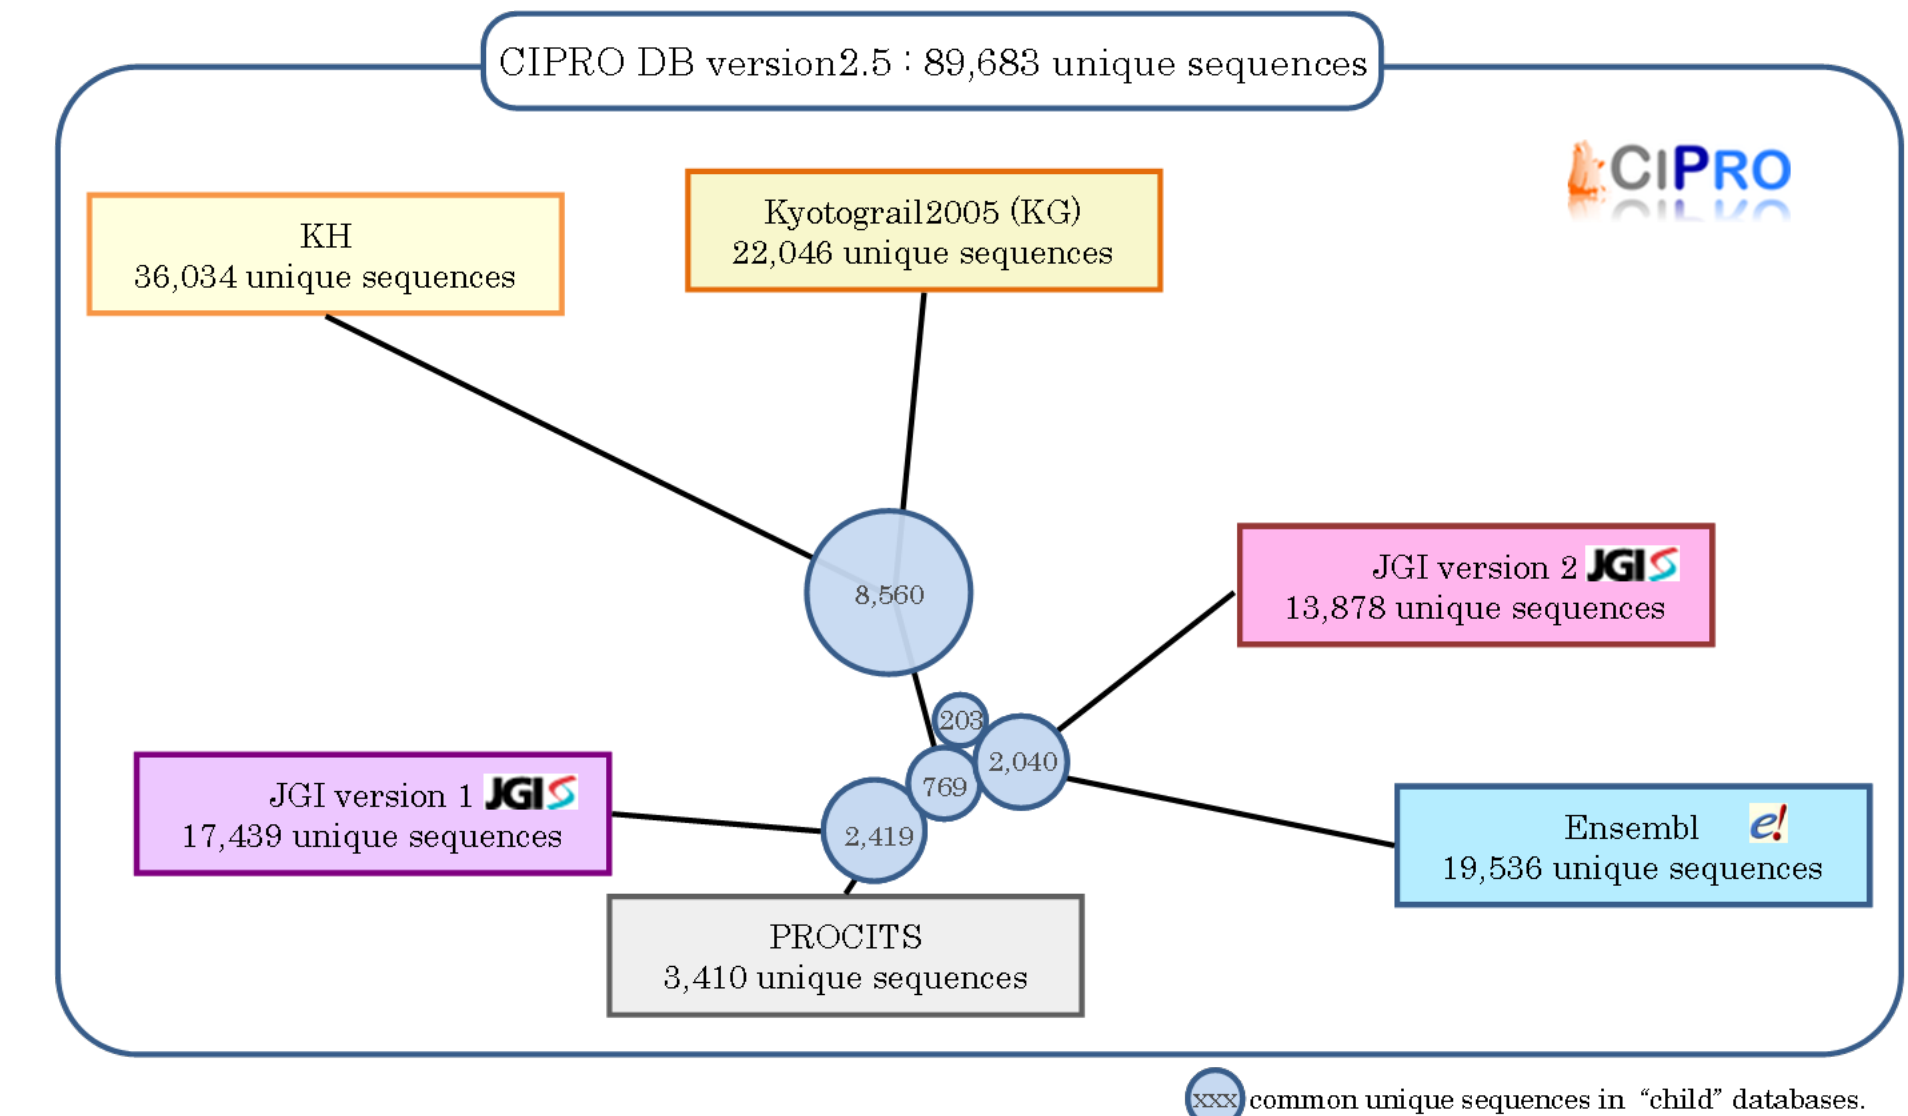 CIPRO DB version2.5 : 89,683 unique sequences
CIPRO
KH
36,034 unique sequences
Kyotograil2005 (KG)
22,046 unique sequences
8,560
JGI version 2 JGI
13,878 unique sequences
203
2,040
769
2,419
JGI version 1 JGI
17,439 unique sequences
Ensembl e!
19,536 unique sequences
PROCITS
3,410 unique sequences
xxx common unique sequences in “child” databases.